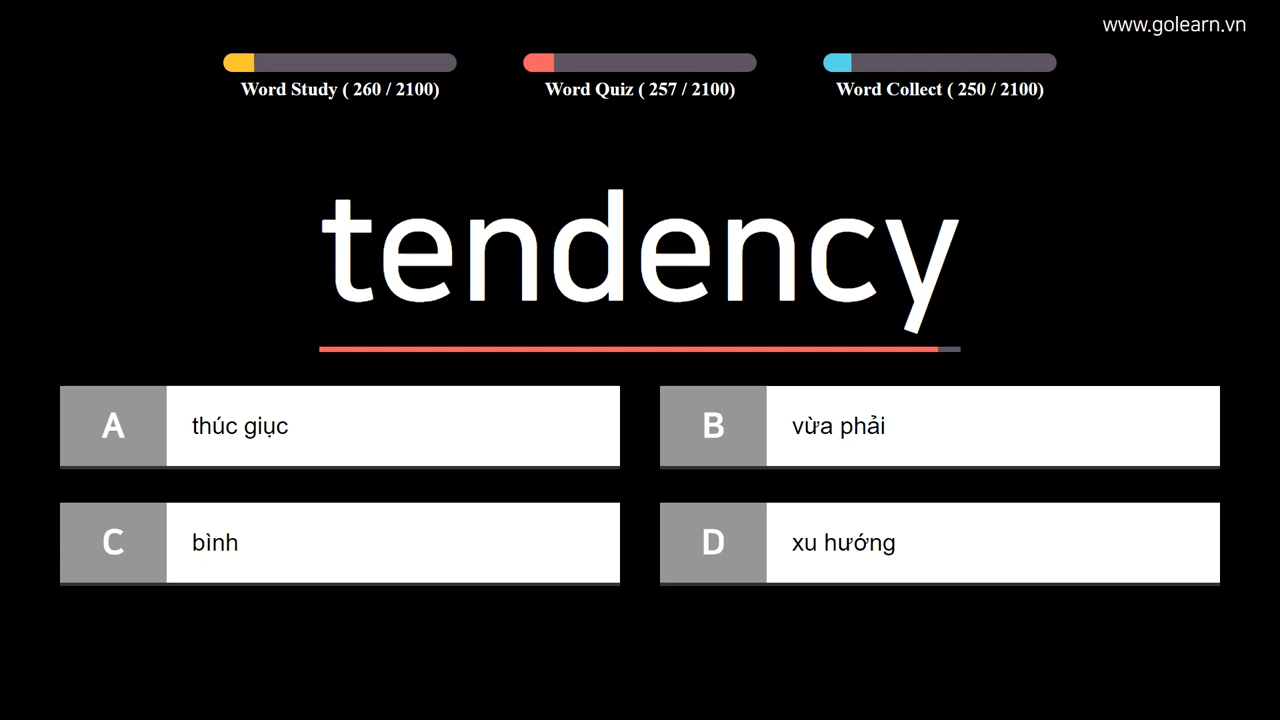 www.golearn.vn
Word Study ( 260 / 2100)
Word Quiz ( 257 / 2100)
Word Collect ( 250 / 2100)
tendency
A thúc giục
B vừa phải
C bình
D xu hướng